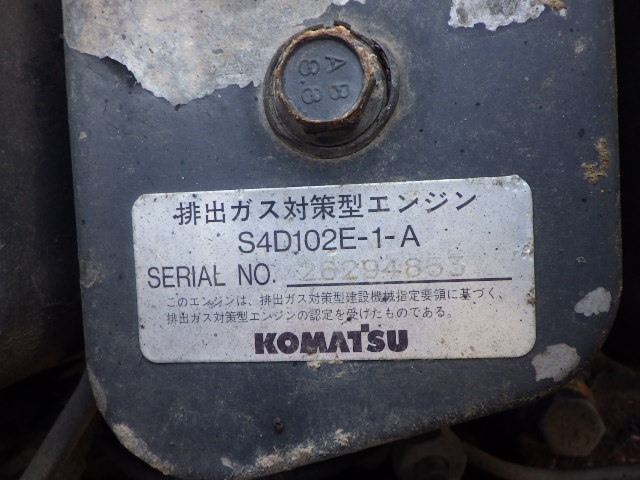 AB
8.8
排出ガス対策型エンジン
S4D102E-1-A
SERIAL NO. 26294853
このエンジンは、排出ガス対策型建設機械指定要領に基づく、
排出ガス対策型エンジンの認定を受けたものである。
KOMATSU